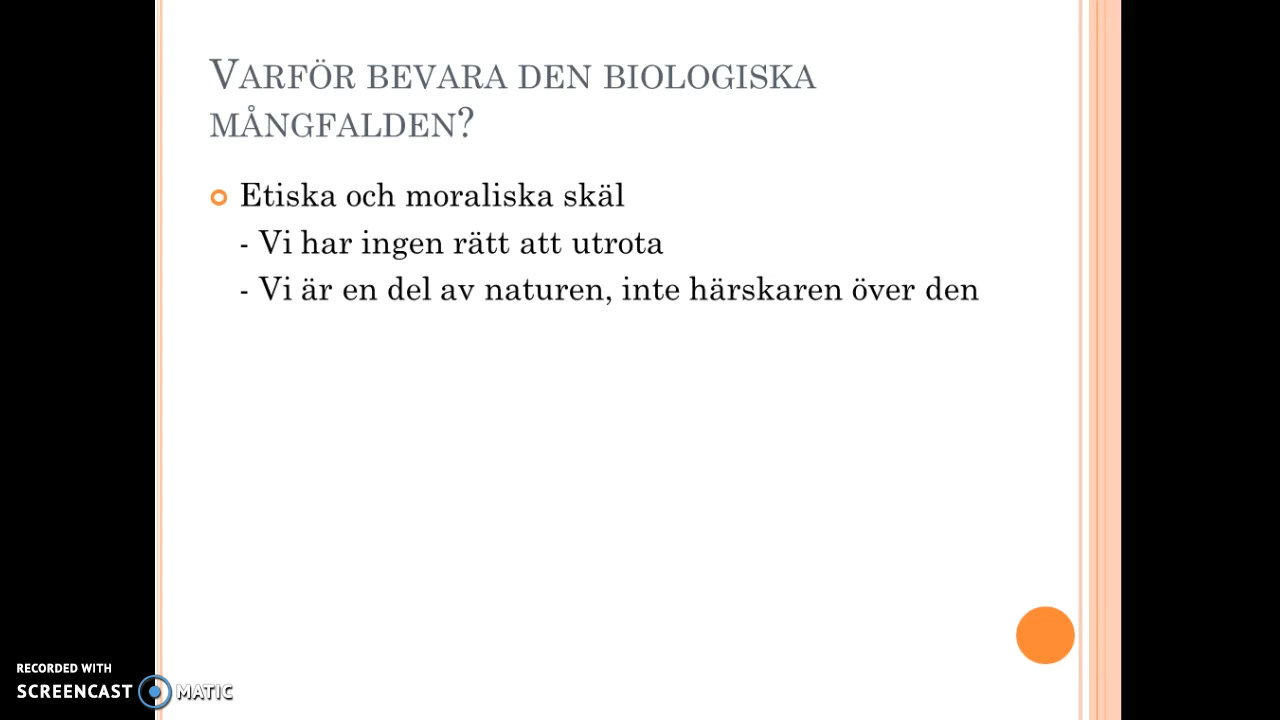 VARFÖR BEVARA DEN BIOLOGISKA
MÅNGFALDEN?
Etiska och moraliska skäl
- Vi har ingen rätt att utrota
- Vi är en del av naturen, inte härskaren över den
RECORDED WITH
SCREENCAST MATIC